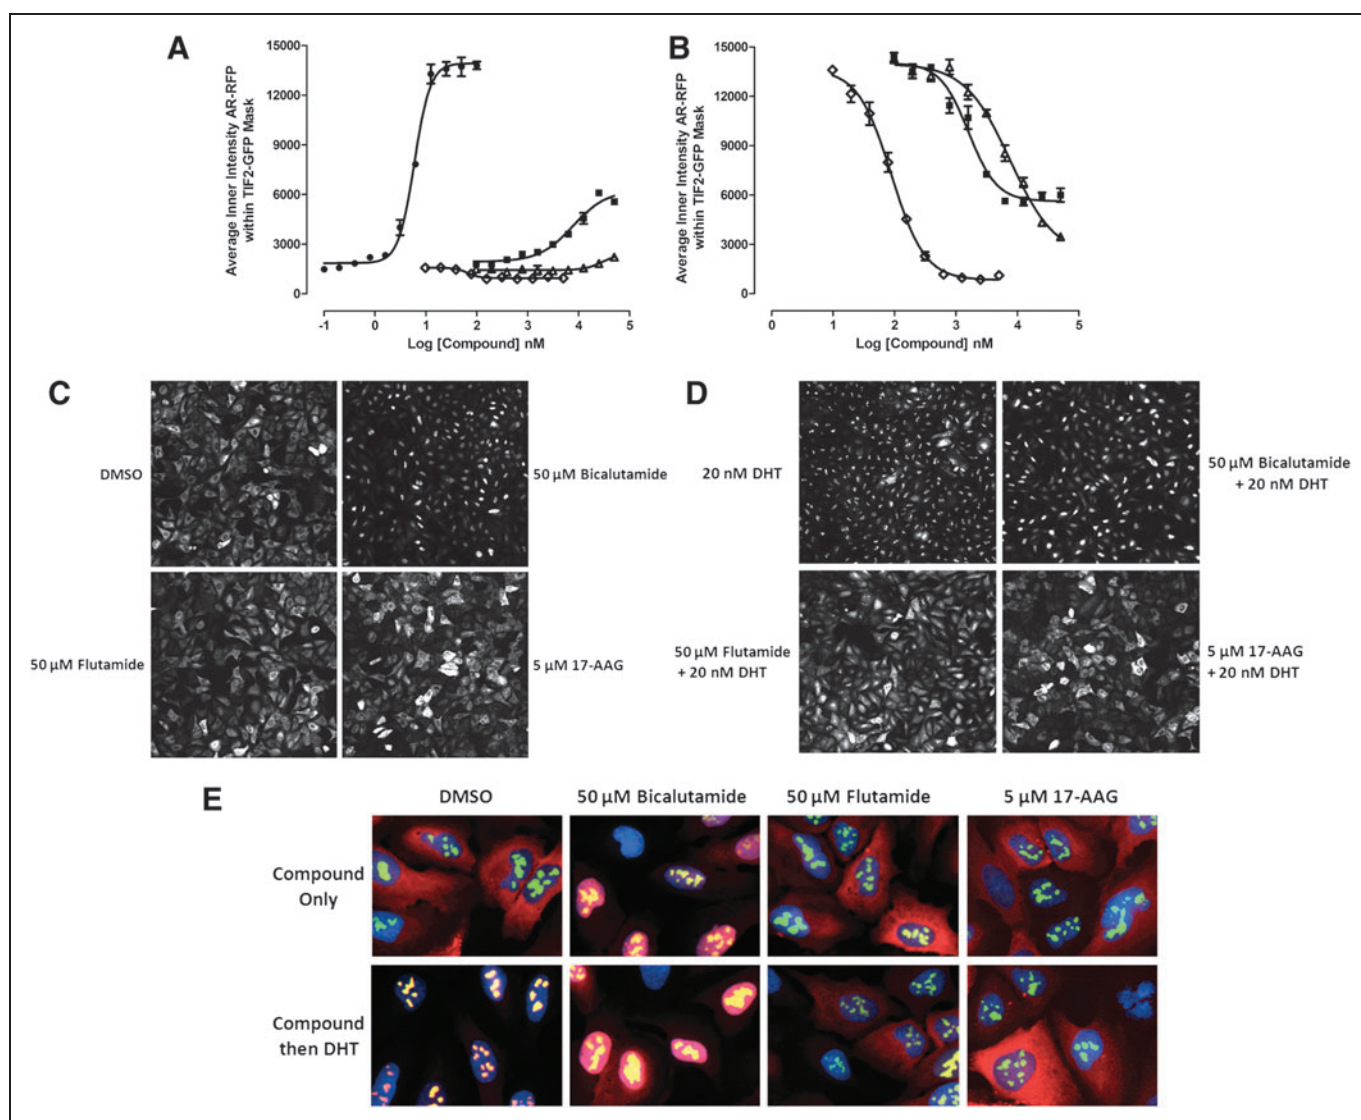 A
Average Inner Intensity AR-RFP
within TIF2-GFP Mask
15000
12000
9000
6000
3000
0
-1 0 1 2 3 4 5
Log [Compound] nM
B
Average Inner Intensity AR-RFP
within TIF2-GFP Mask
15000
12000
9000
6000
3000
0
0 1 2 3 4 5
Log [Compound] nM
C
DMSO
50 µM Bicalutamide
50 µM Flutamide
5 µM 17-AAG
D
20 nM DHT
50 µM Bicalutamide
+ 20 nM DHT
50 µM Flutamide
+ 20 nM DHT
5 µM 17-AAG
+ 20 nM DHT
E
DMSO 50 µM Bicalutamide 50 µM Flutamide 5 µM 17-AAG
Compound
Only
Compound
then DHT